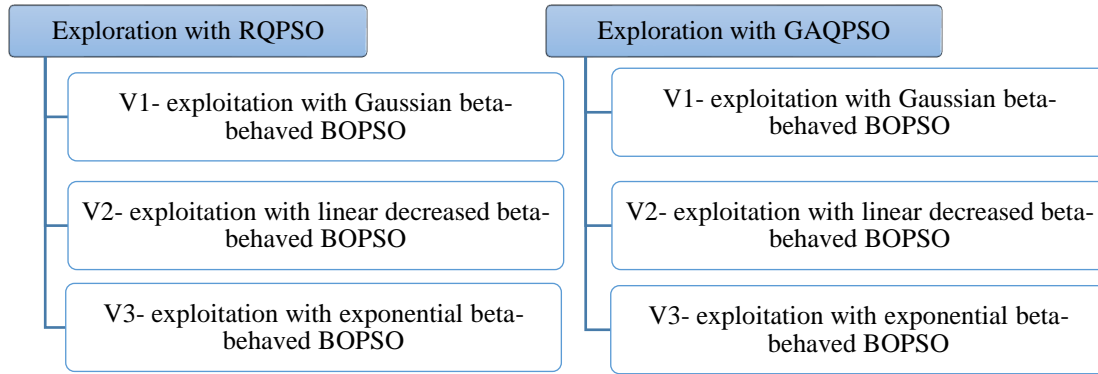 Exploration with RQPSO
V1- exploitation with Gaussian beta-
behaved BOPSO
V2- exploitation with linear decreased beta-
behaved BOPSO
V3- exploitation with exponential beta-
behaved BOPSO
Exploration with GAQPSO
V1- exploitation with Gaussian beta-
behaved BOPSO
V2- exploitation with linear decreased beta-
behaved BOPSO
V3- exploitation with exponential beta-
behaved BOPSO